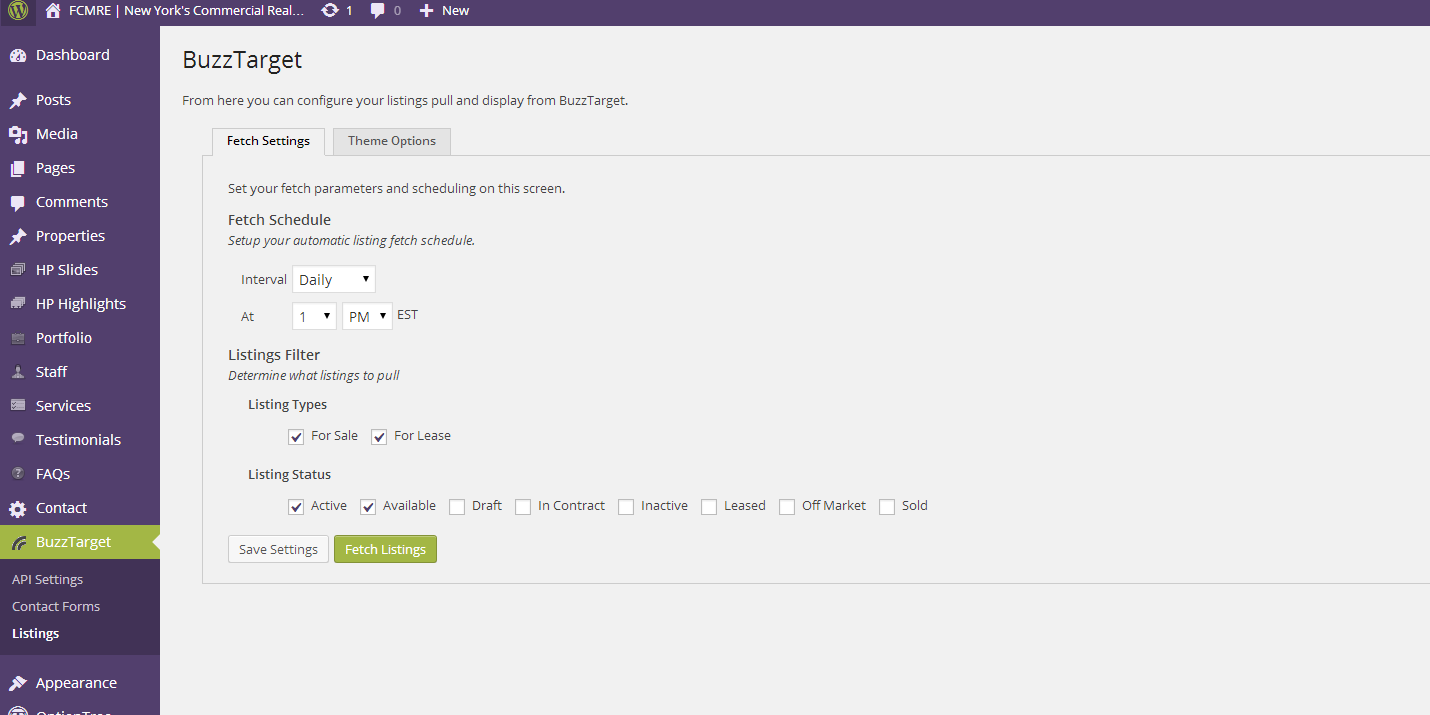 FCMRE | New York's Commercial Real... 1 0 New
Dashboard
Posts
Media
Pages
Comments
Properties
HP Slides
HP Highlights
Portfolio
Staff
Services
Testimonials
FAQs
Contact
BuzzTarget
API Settings
Contact Forms
Listings
Appearance
OptionTree
BuzzTarget
From here you can configure your listings pull and display from BuzzTarget.
Fetch Settings Theme Options
Set your fetch parameters and scheduling on this screen.
Fetch Schedule
Setup your automatic listing fetch schedule.
Interval Daily
At 1 PM EST
Listings Filter
Determine what listings to pull
Listing Types
For Sale For Lease
Listing Status
Active Available Draft In Contract Inactive Leased Off Market Sold
Save Settings Fetch Listings